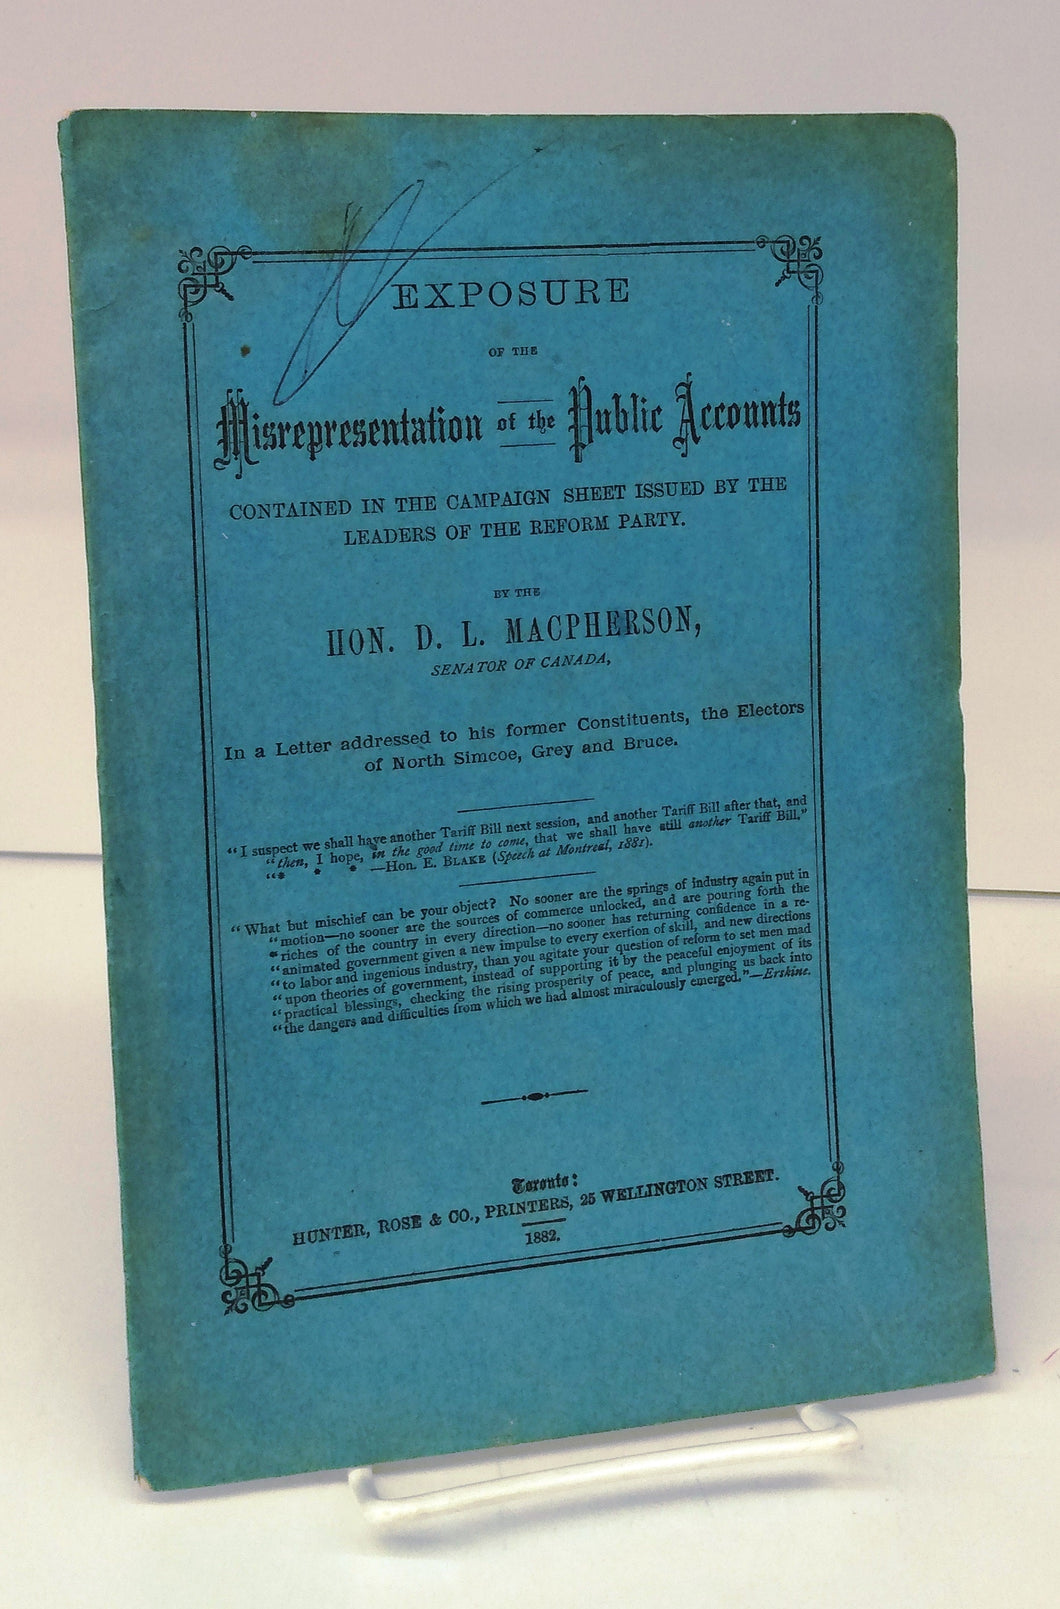 EXPOSURE
OF THE
Misrepresentation of the Public Accounts
CONTAINED IN THE CAMPAIGN SHEET ISSUED BY THE
LEADERS OF THE REFORM PARTY.
BY THE
HON. D. L. MACPHERSON,
SENATOR OF CANADA,
In a Letter addressed to his former Constituents, the Electors
of North Simcoe, Grey and Bruce.
"I suspect we shall have another Tariff Bill next session, and another Tariff Bill after that, and
"then, I hope, in the good time to come, that we shall have still another Tariff Bill."
"* * * —Hon. E. BLAKE (Speech at Montreal, 1881).
"What but mischief can be your object? No sooner are the springs of industry again put in
"motion—no sooner are the sources of commerce unlocked, and are pouring forth the
"riches of the country in every direction—no sooner has returning confidence in a re-
"animated government given a new impulse to every exertion of skill, and new directions
"to labor and ingenious industry, than you agitate your question of reform to set men mad
"upon theories of government, instead of supporting it by the peaceful enjoyment of its
"practical blessings, checking the rising prosperity of peace, and plunging us back into
"the dangers and difficulties from which we had almost miraculously emerged."—Erskine.
Toronto:
HUNTER, ROSE & CO., PRINTERS, 25 WELLINGTON STREET.
1882.